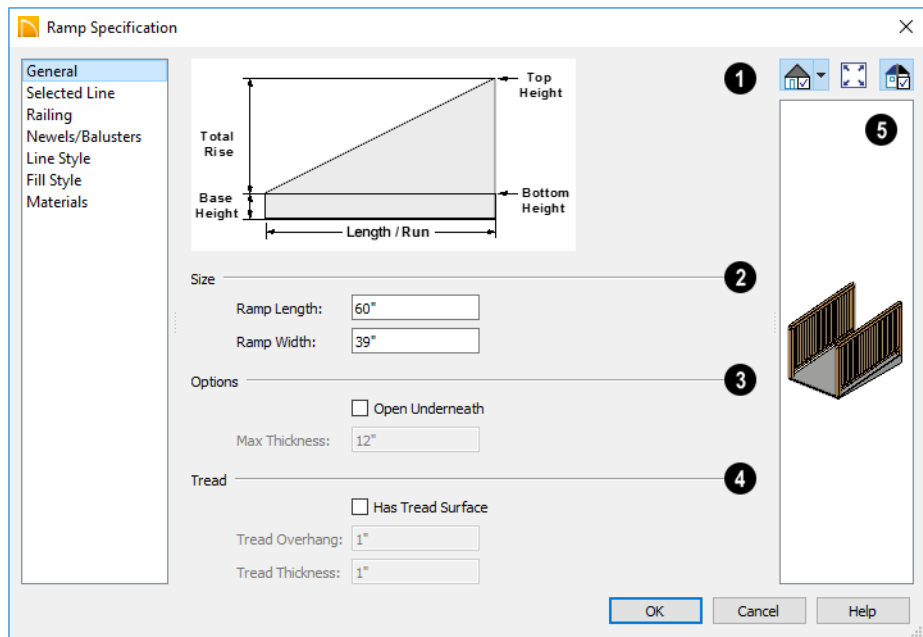 Ramp Specification
General
Selected Line
Railing
Newels/Balusters
Line Style
Fill Style
Materials
Top
Height
Total
Rise
Base
Height
Bottom
Height
Length / Run
1
5
Size
2
Ramp Length: 60"
Ramp Width: 39"
Options
3
Open Underneath
Max Thickness: 12"
Tread
4
Has Tread Surface
Tread Overhang: 1"
Tread Thickness: 1"
OK Cancel Help